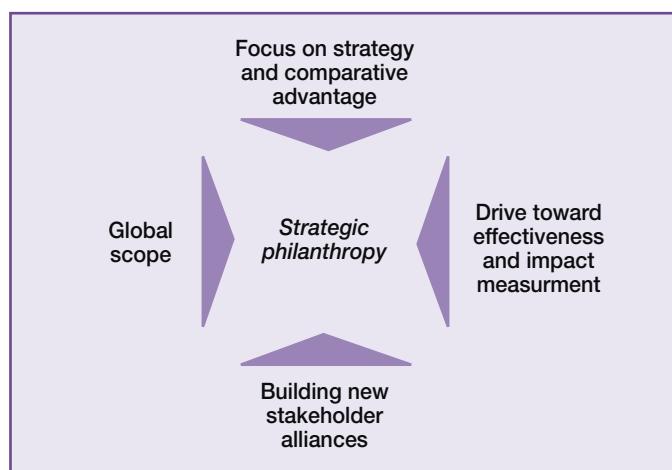 Focus on strategy
and comparative
advantage
Global
scope
Strategic
philanthropy
Drive toward
effectiveness
and impact
measurment
Building new
stakeholder
alliances